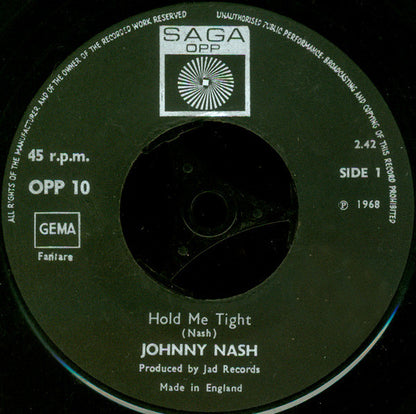 ALL RIGHTS OF THE MANUFACTURER AND OF THE OWNER OF THE RECORDED WORK RESERVED
UNAUTHORISED PUBLIC PERFORMANCE, BROADCASTING AND COPYING OF THIS RECORD PROHIBITED
SAGA
OPP
45 r.p.m.
OPP 10
GEMA
Fanfare
2.42
SIDE 1
℗ 1968
Hold Me Tight
(Nash)
JOHNNY NASH
Produced by Jad Records
Made in England